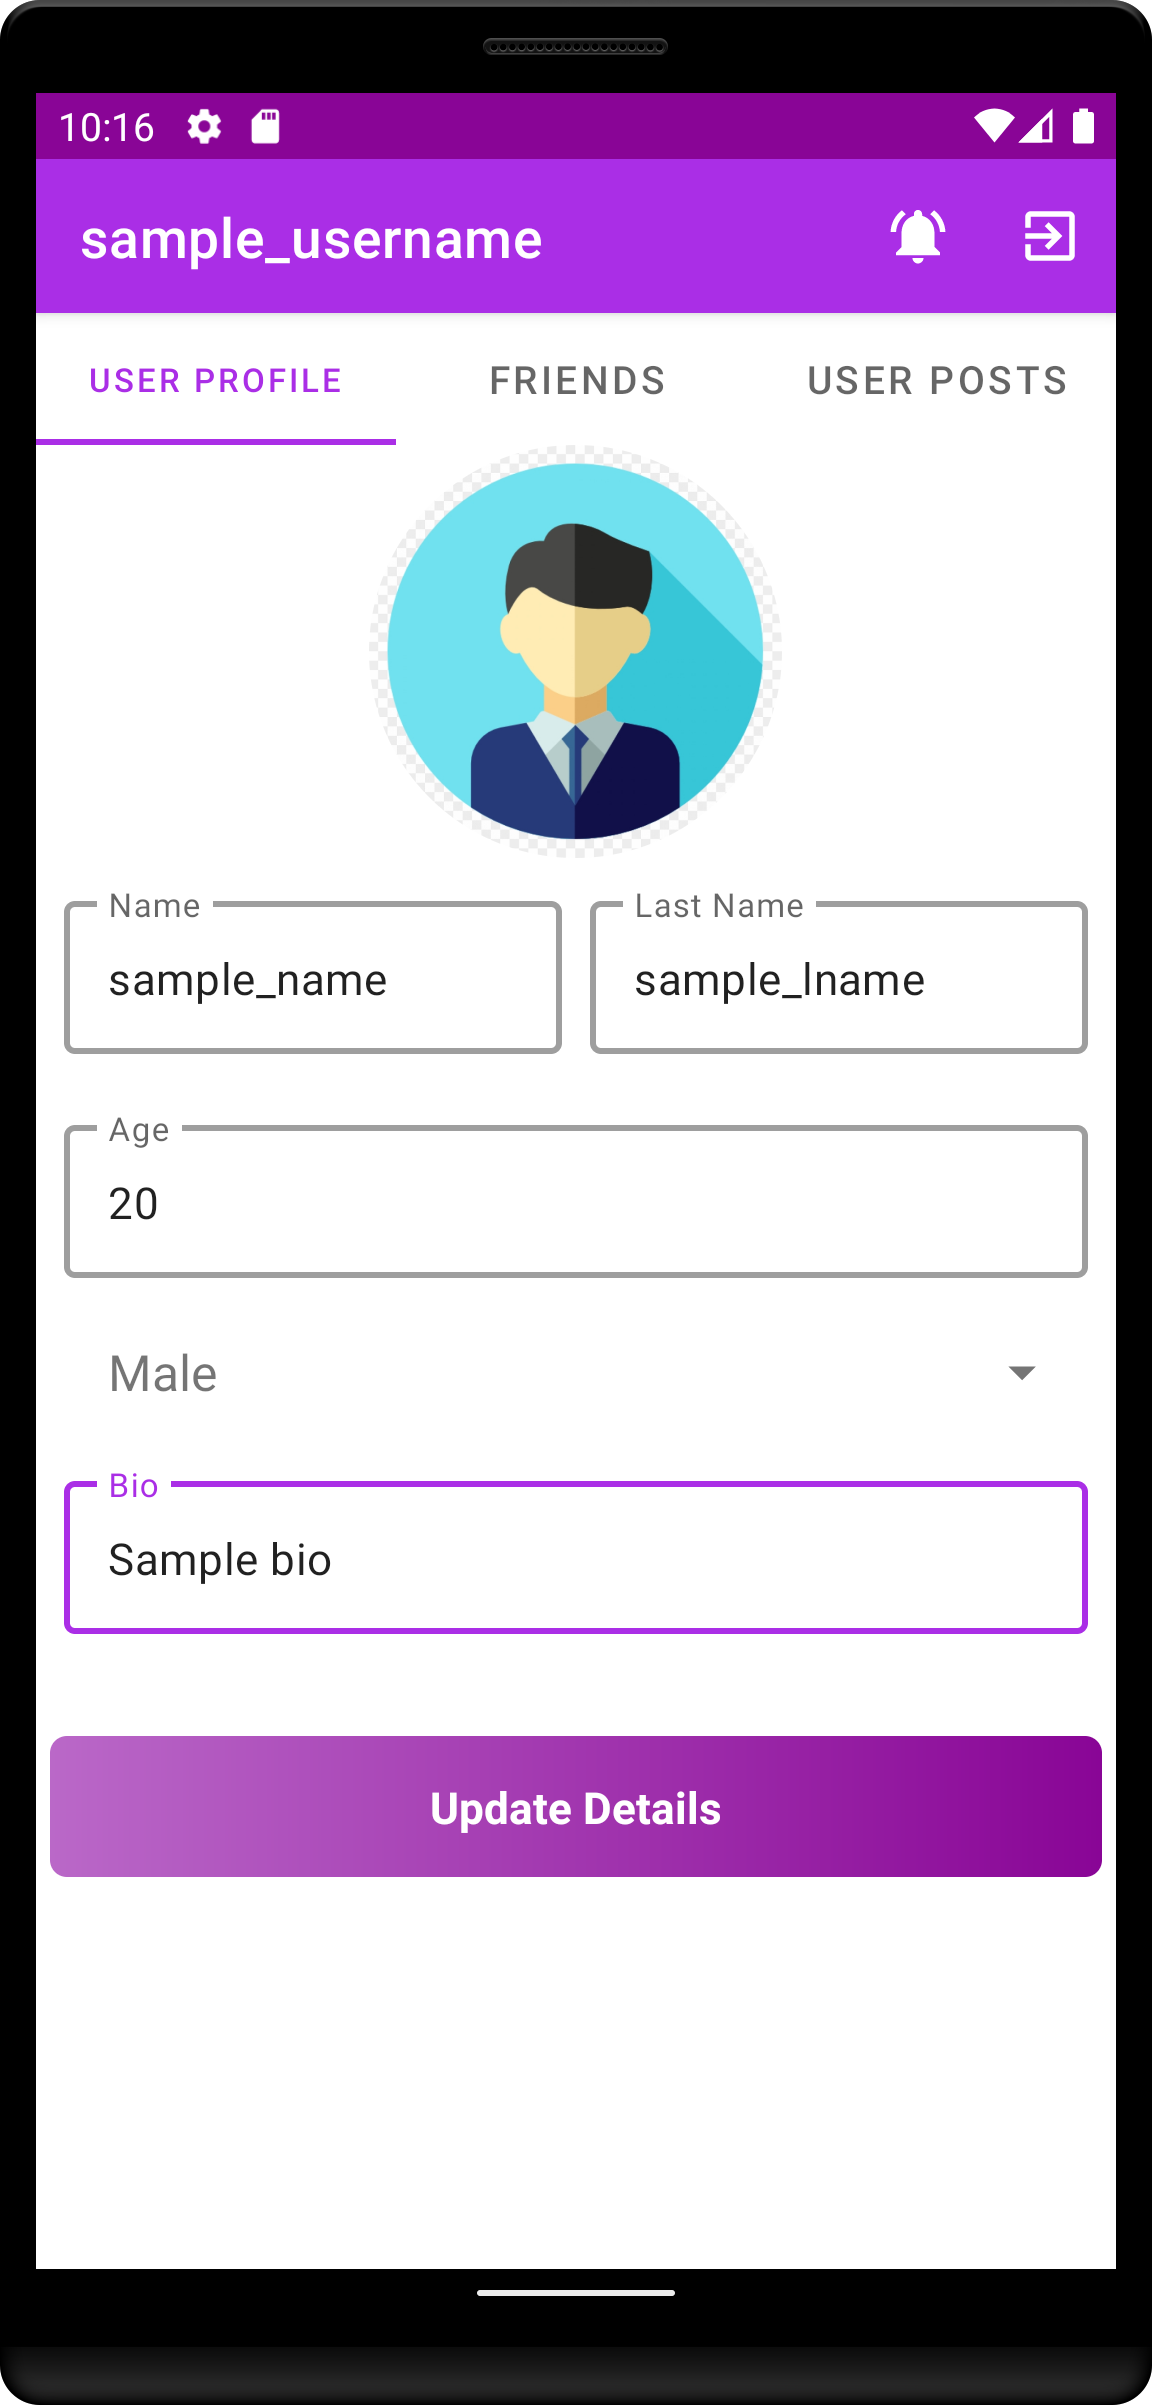 10:16
sample_username
USER PROFILE FRIENDS USER POSTS
Name Last Name
sample_name sample_lname
Age
20
Male
Bio
Sample bio
Update Details